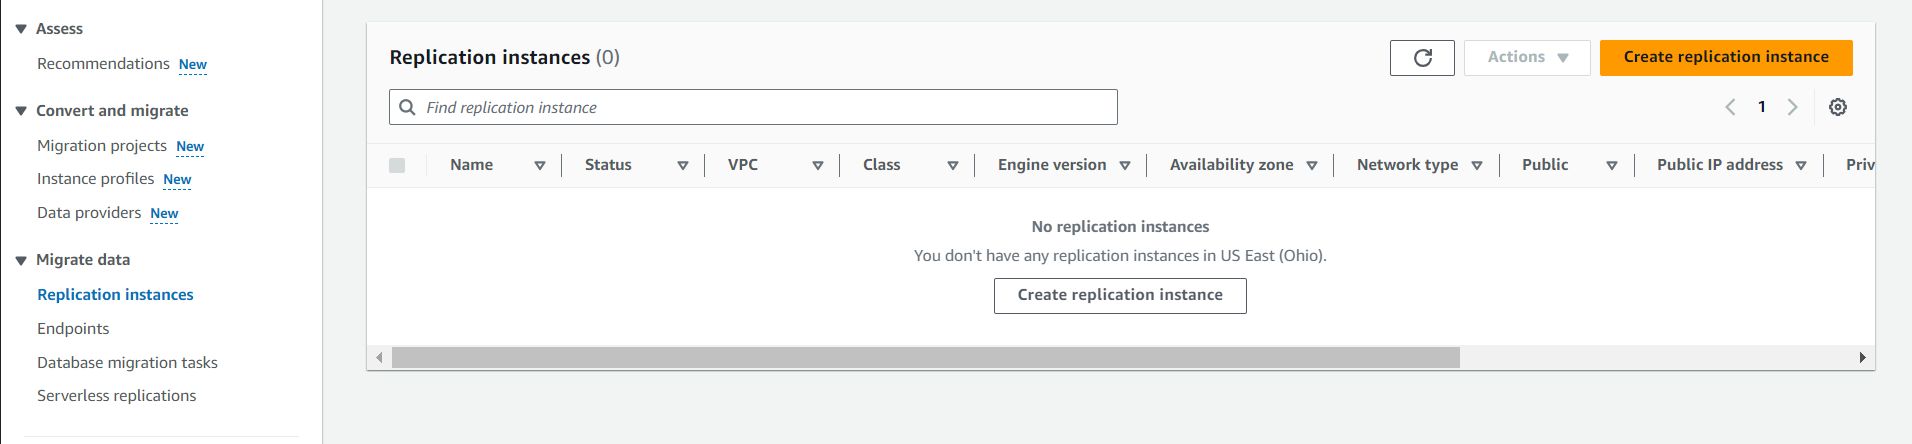 Assess
Recommendations New
Convert and migrate
Migration projects New
Instance profiles New
Data providers New
Migrate data
Replication instances
Endpoints
Database migration tasks
Serverless replications
Replication instances (0)
Actions
Create replication instance
Find replication instance
1
Name Status VPC Class Engine version Availability zone Network type Public Public IP address Priv
No replication instances
You don't have any replication instances in US East (Ohio).
Create replication instance